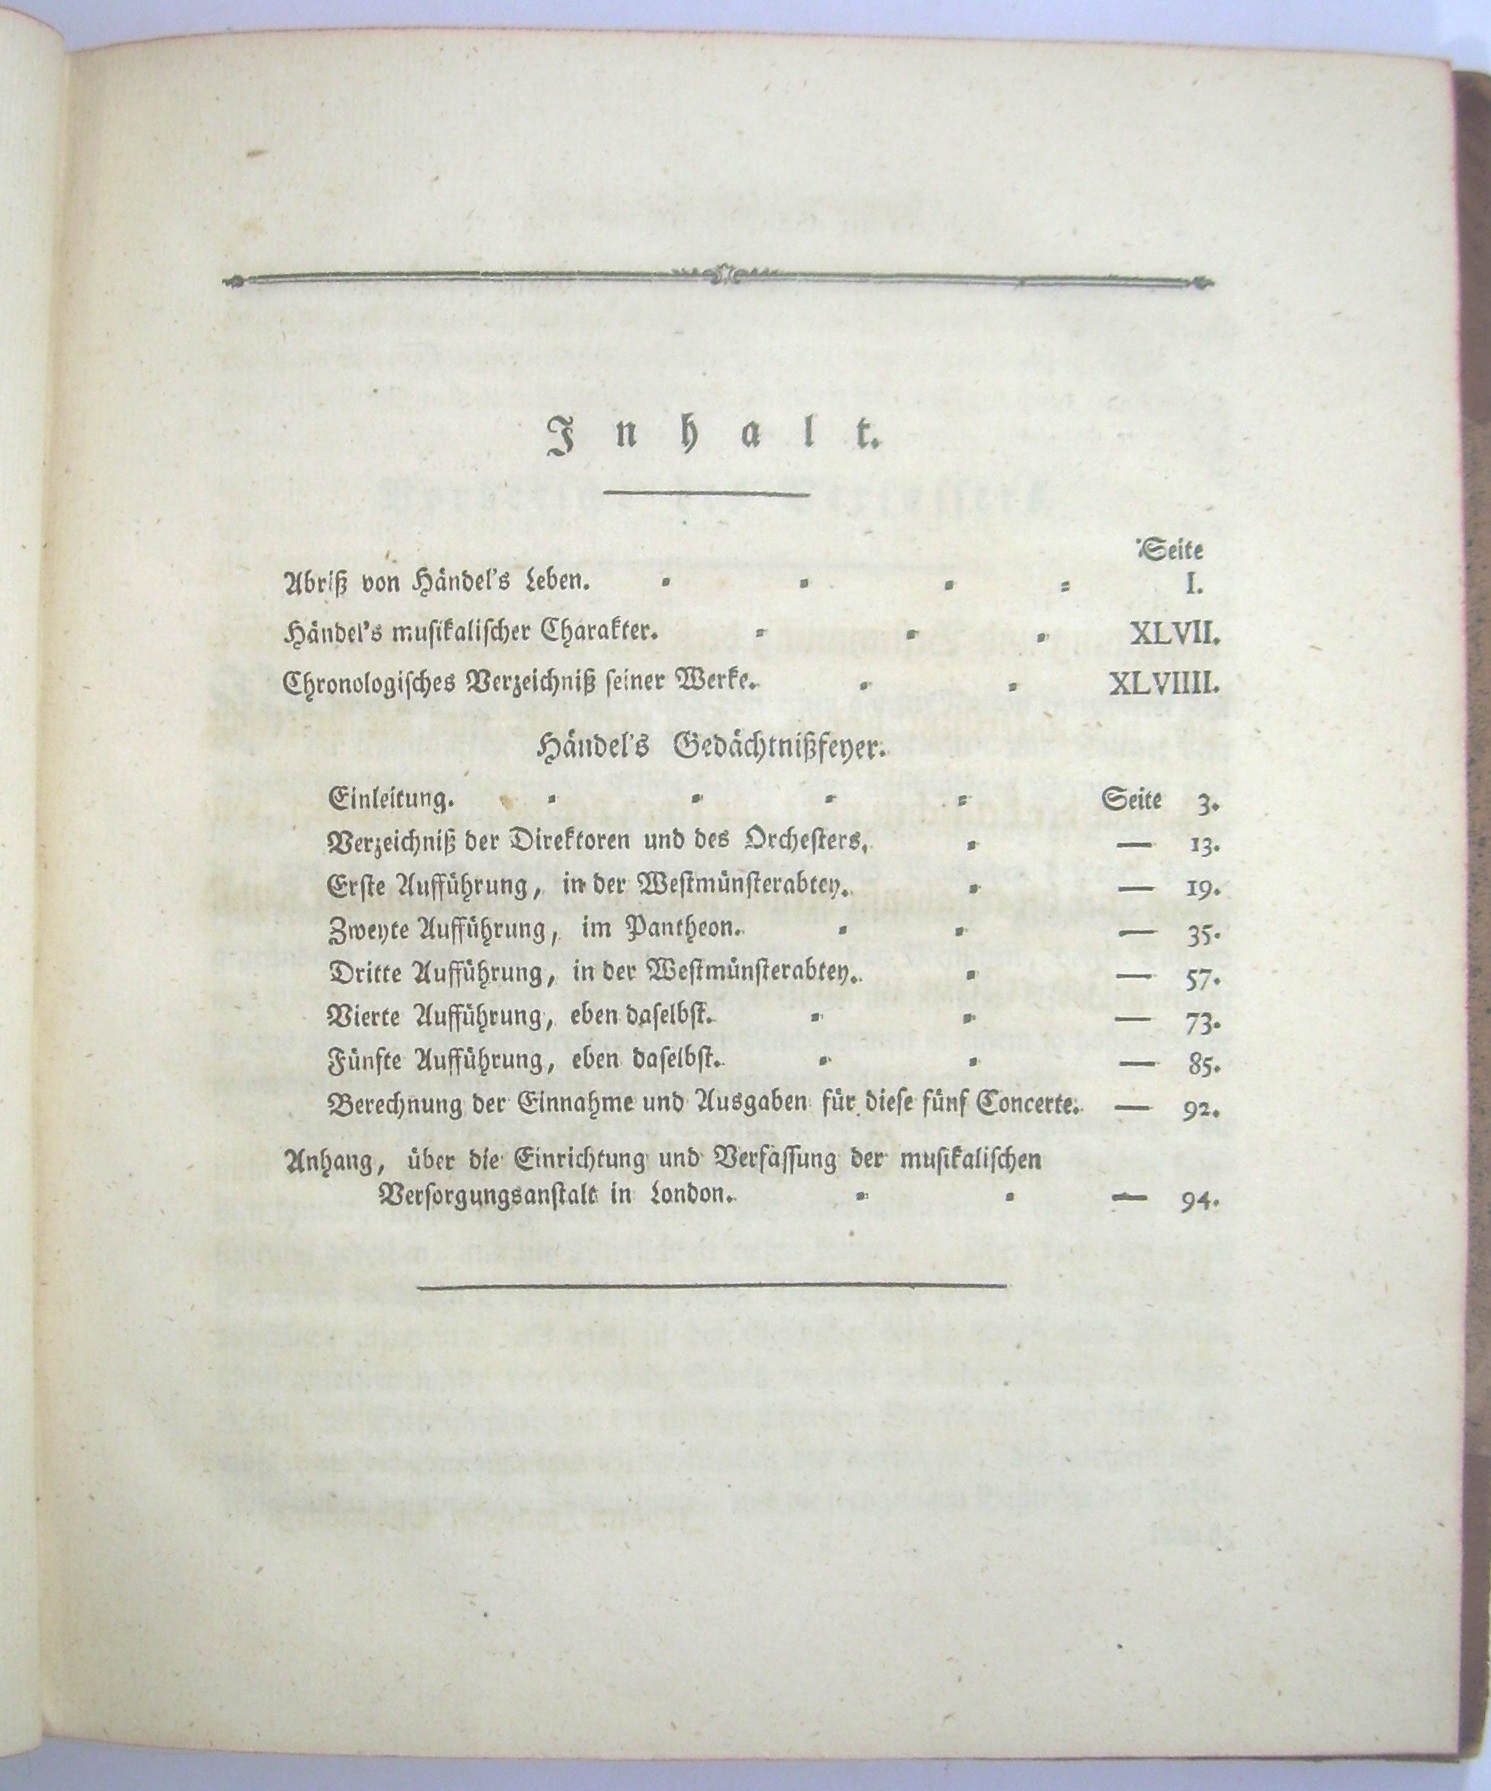 Inhalt.
Seite
Abriß von Händel's Leben. I.
Händel's musikalischer Charakter. XLVII.
Chronologisches Verzeichniß seiner Werke. XLVIIII.
Händel's Gedächtnißfeyer.
Einleitung. Seite 3.
Verzeichniß der Direktoren und des Orchesters. — 13.
Erste Aufführung, in der Westmünsterabtey. — 19.
Zweyte Aufführung, im Pantheon. — 35.
Dritte Aufführung, in der Westmünsterabtey. — 57.
Vierte Aufführung, eben daselbst. — 73.
Fünfte Aufführung, eben daselbst. — 85.
Berechnung der Einnahme und Ausgaben für diese fünf Concerte. — 92.
Anhang, über die Einrichtung und Verfassung der musikalischen
Versorgungsanstalt in London. — 94.